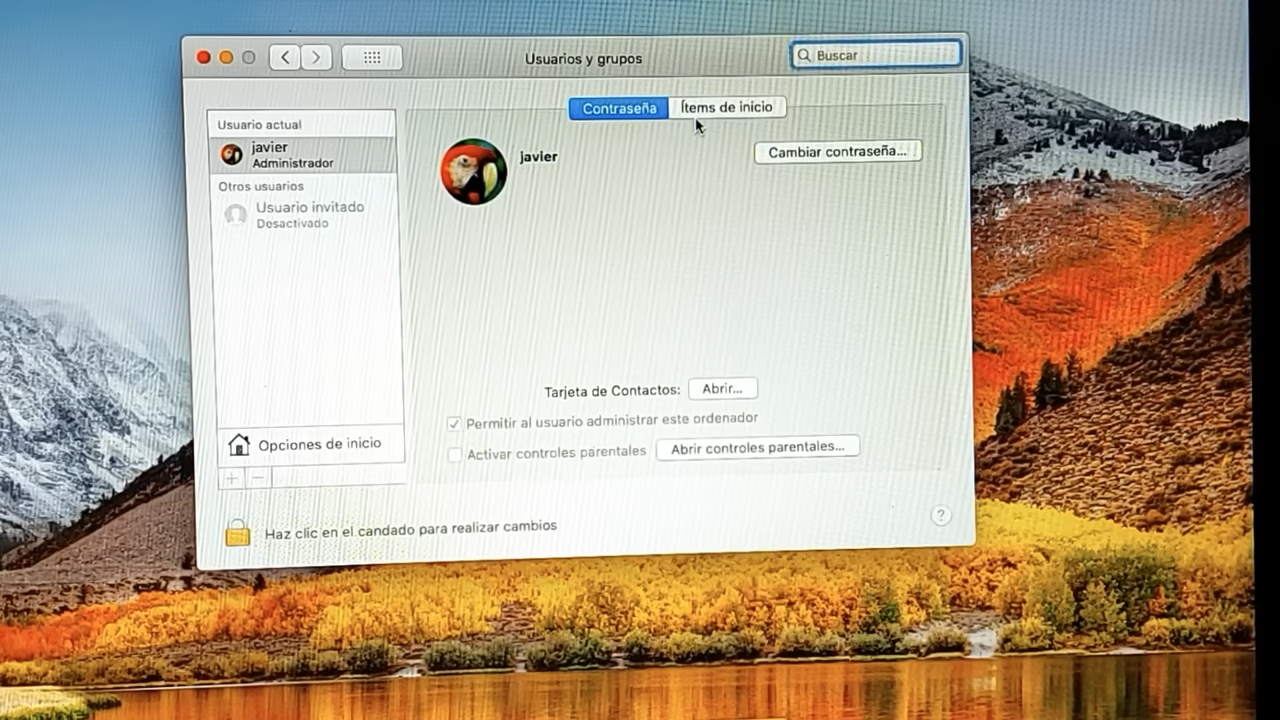 Usuarios y grupos
Buscar
Contraseña
Ítems de inicio
Usuario actual
javier
Administrador
Otros usuarios
Usuario invitado
Desactivado
javier
Cambiar contraseña...
Tarjeta de Contactos:
Abrir...
Permitir al usuario administrar este ordenador
Activar controles parentales
Abrir controles parentales...
Opciones de inicio
+
−
Haz clic en el candado para realizar cambios
?